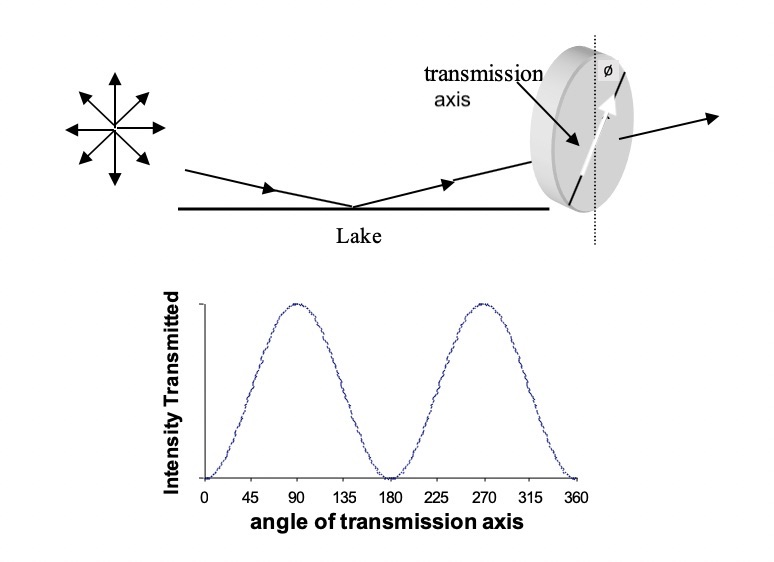 transmission
axis
ø
Lake
Intensity Transmitted
0 45 90 135 180 225 270 315 360
angle of transmission axis